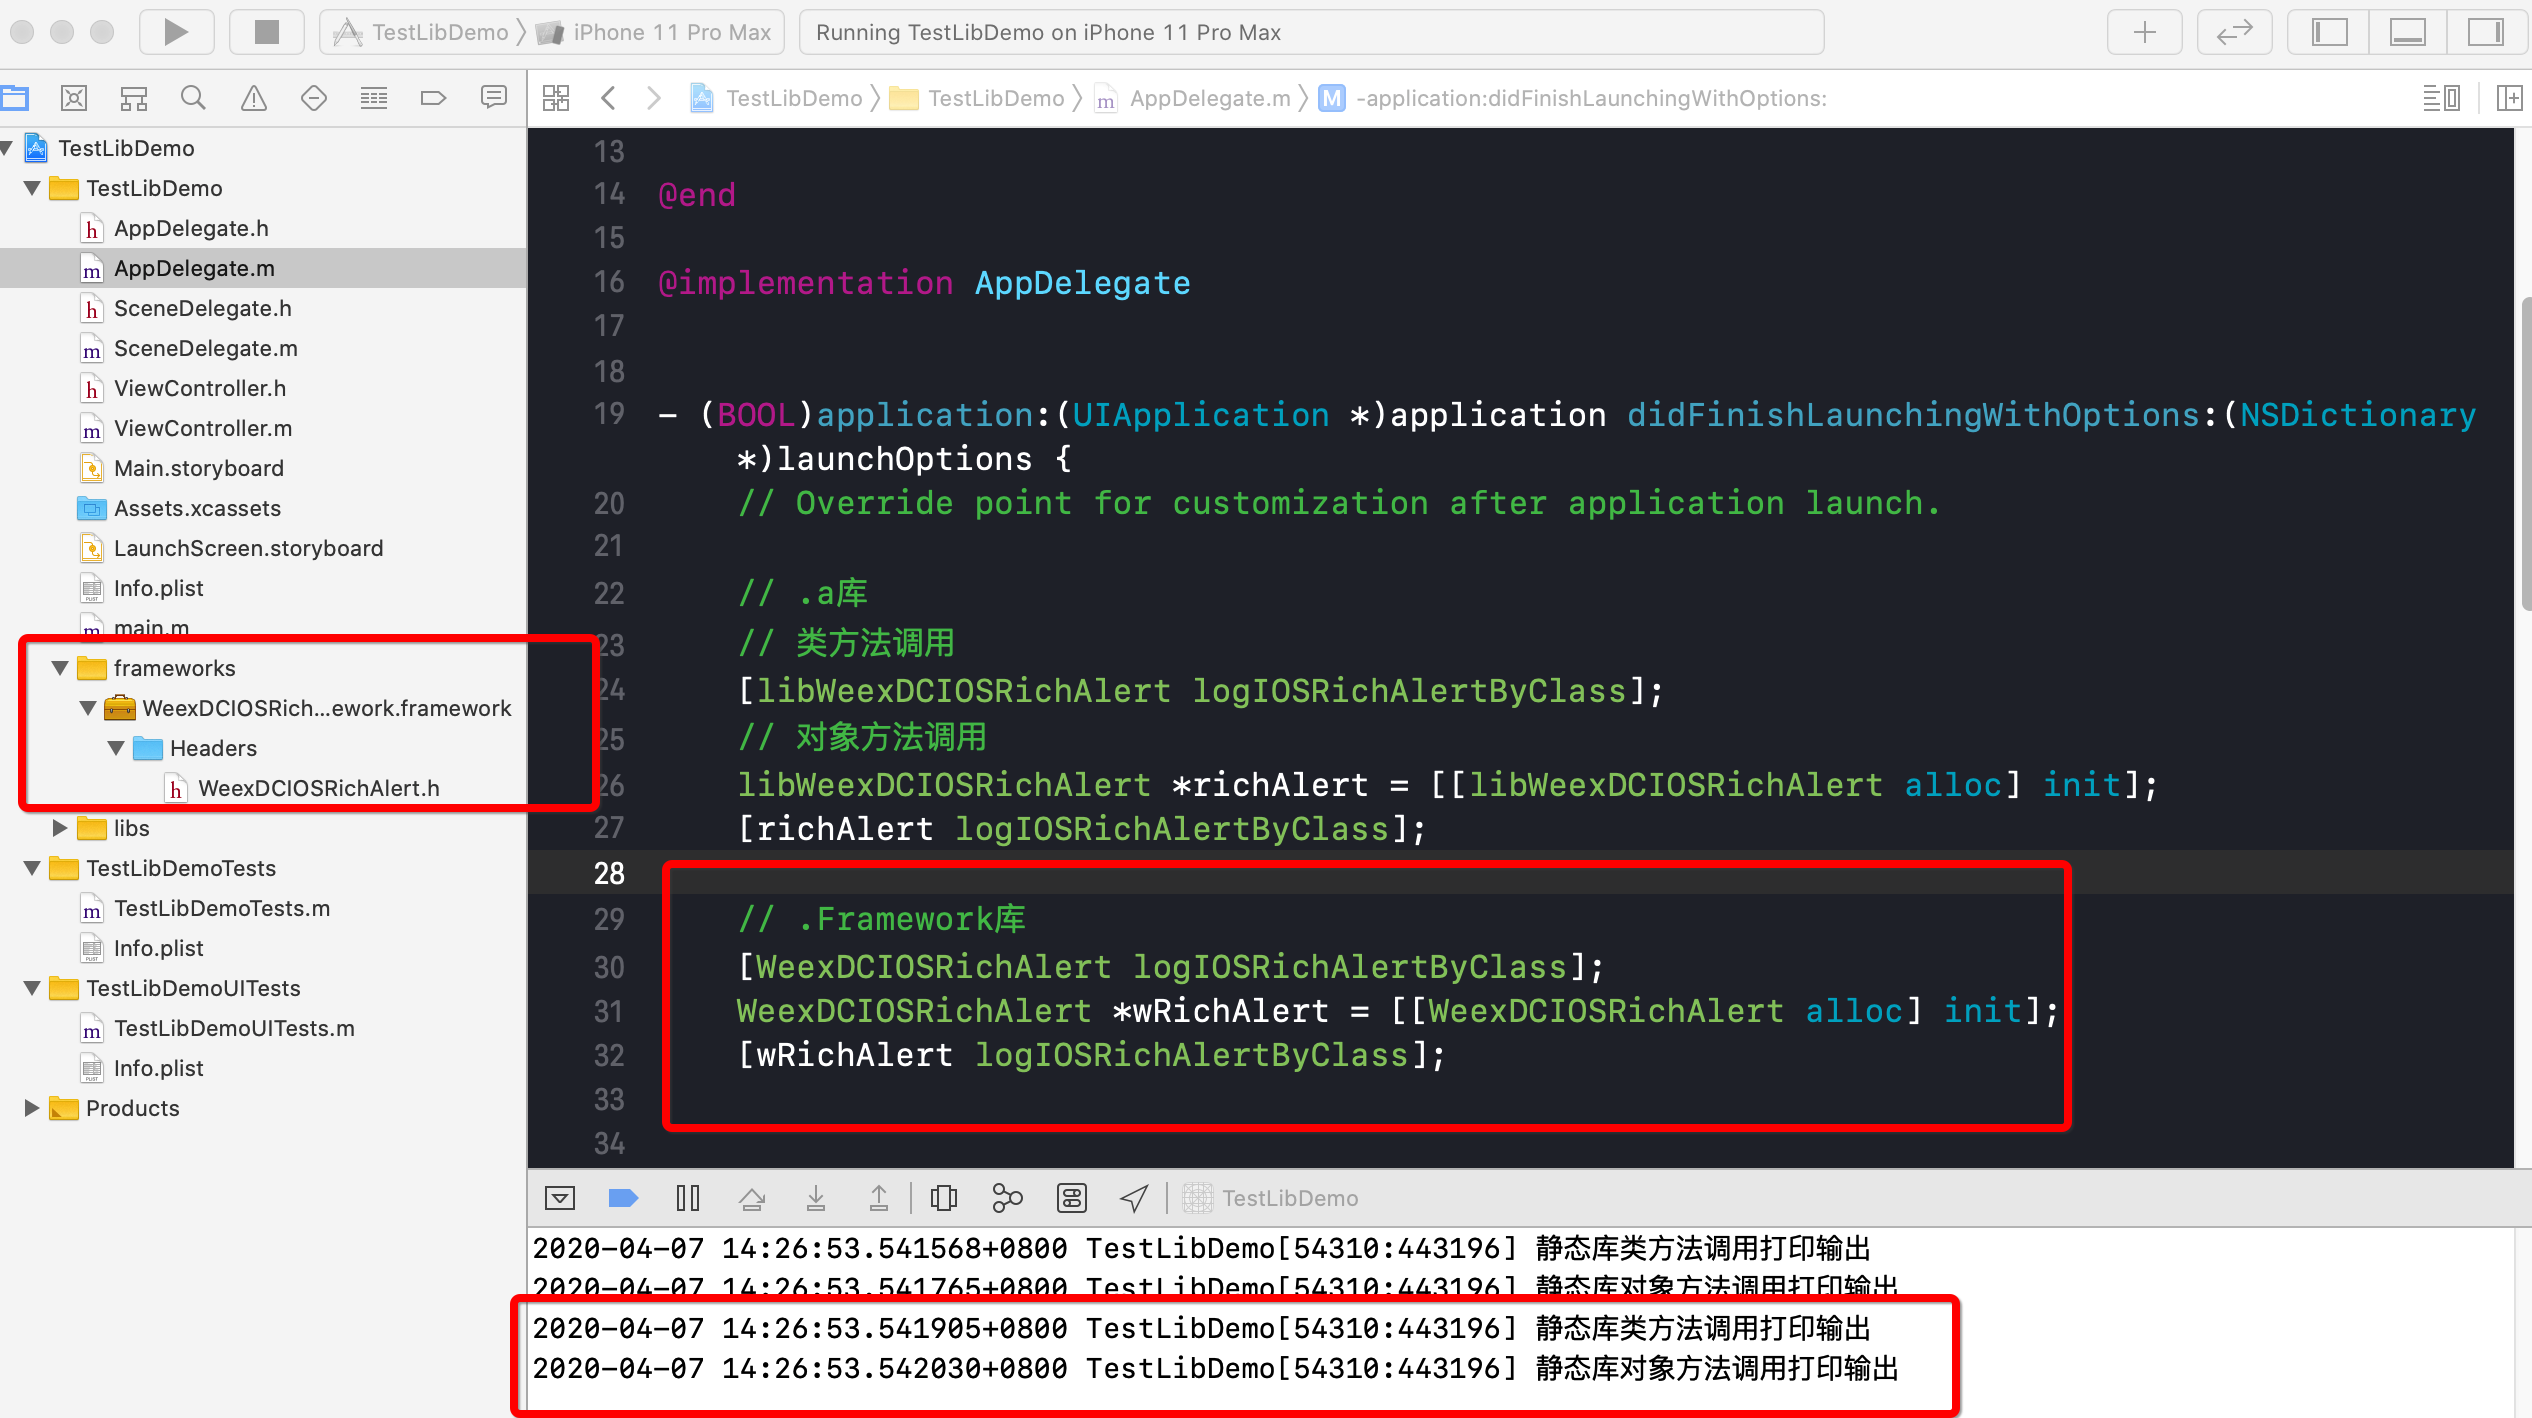 TestLibDemo 〉 iPhone 11 Pro Max
Running TestLibDemo on iPhone 11 Pro Max
TestLibDemo 〉 TestLibDemo 〉 m AppDelegate.m 〉 M -application:didFinishLaunchingWithOptions:
TestLibDemo
TestLibDemo
h AppDelegate.h
m AppDelegate.m
h SceneDelegate.h
m SceneDelegate.m
h ViewController.h
m ViewController.m
Main.storyboard
Assets.xcassets
LaunchScreen.storyboard
Info.plist
m main.m
frameworks
WeexDCIOSRich...ework.framework
Headers
h WeexDCIOSRichAlert.h
libs
TestLibDemoTests
m TestLibDemoTests.m
Info.plist
TestLibDemoUITests
m TestLibDemoUITests.m
Info.plist
Products
13
14 @end
15
16 @implementation AppDelegate
17
18
19 - (BOOL)application:(UIApplication *)application didFinishLaunchingWithOptions:(NSDictionary
*)launchOptions {
20 // Override point for customization after application launch.
21
22 // .a库
23 // 类方法调用
24 [libWeexDCIOSRichAlert logIOSRichAlertByClass];
25 // 对象方法调用
26 libWeexDCIOSRichAlert *richAlert = [[libWeexDCIOSRichAlert alloc] init];
27 [richAlert logIOSRichAlertByClass];
28
29 // .Framework库
30 [WeexDCIOSRichAlert logIOSRichAlertByClass];
31 WeexDCIOSRichAlert *wRichAlert = [[WeexDCIOSRichAlert alloc] init];
32 [wRichAlert logIOSRichAlertByClass];
33
34
TestLibDemo
2020-04-07 14:26:53.541568+0800 TestLibDemo[54310:443196] 静态库类方法调用打印输出
2020-04-07 14:26:53.541765+0800 TestLibDemo[54310:443196] 静态库对象方法调用打印输出
2020-04-07 14:26:53.541905+0800 TestLibDemo[54310:443196] 静态库类方法调用打印输出
2020-04-07 14:26:53.542030+0800 TestLibDemo[54310:443196] 静态库对象方法调用打印输出